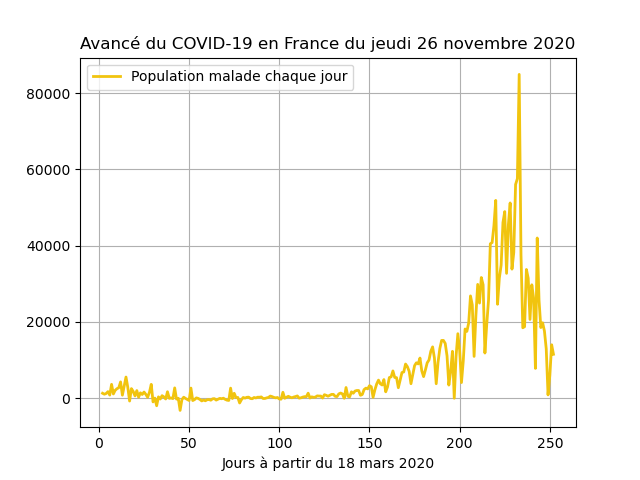 Avancé du COVID-19 en France du jeudi 26 novembre 2020
Population malade chaque jour
80000
60000
40000
20000
0
0 50 100 150 200 250
Jours à partir du 18 mars 2020